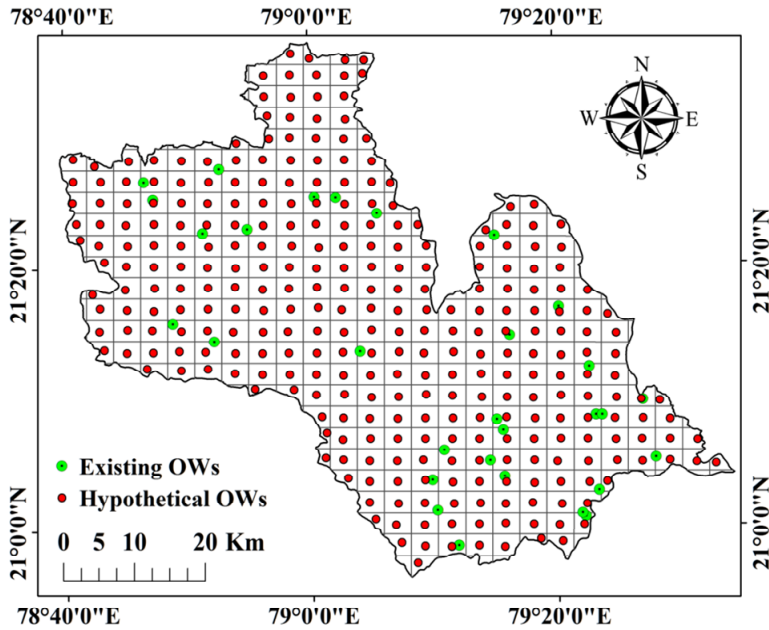 78°40'0"E 79°0'0"E 79°20'0"E
N
W E
S
21°20'0"N 21°20'0"N
Existing OWs
Hypothetical OWs
0 5 10 20 Km
21°0'0"N 21°0'0"N
78°40'0"E 79°0'0"E 79°20'0"E